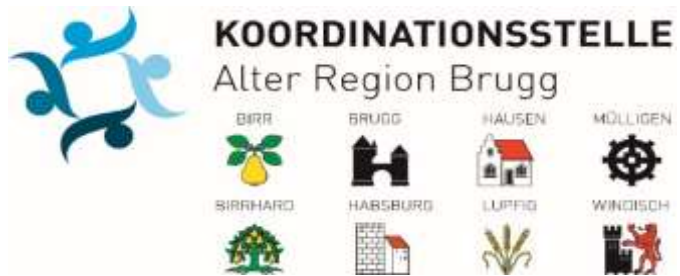 KOORDINATIONSSTELLE
Alter Region Brugg
BIRR BRUGG HAUSEN MÜLLIGEN
BIRRHARD HABSBURG LUPFIG WINDISCH